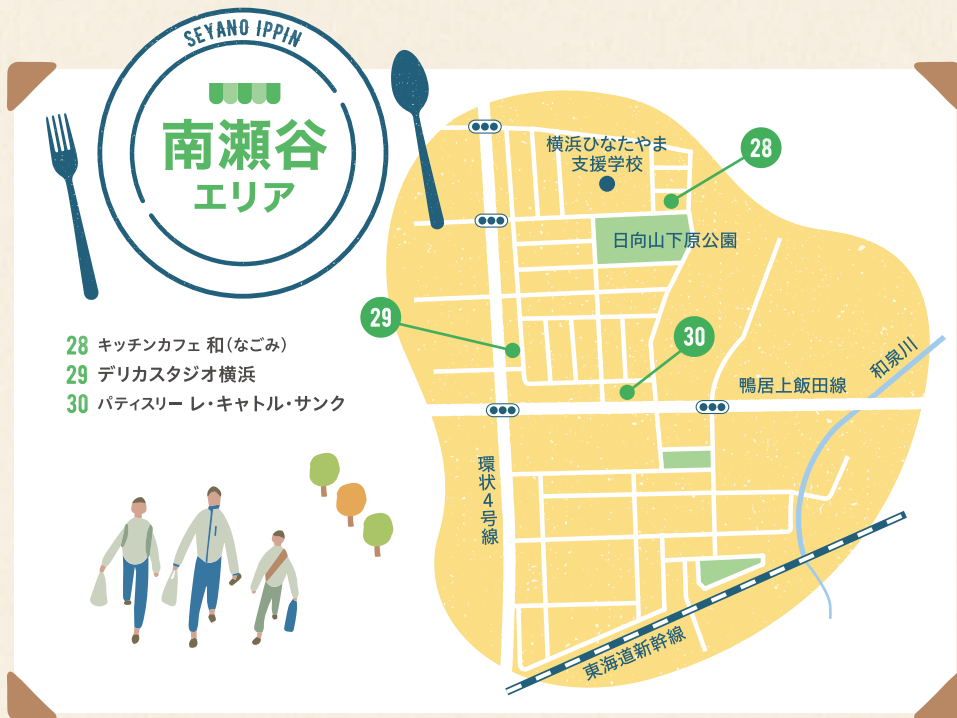 SEYANO IPPIN
南瀬谷
エリア
28 キッチンカフェ 和（なごみ）
29 デリカスタジオ横浜
30 パティスリー レ・キャトル・サンク
横浜ひなたやま
支援学校
28
日向山下原公園
29
30
鴨居上飯田線
和泉川
環状4号線
東海道新幹線